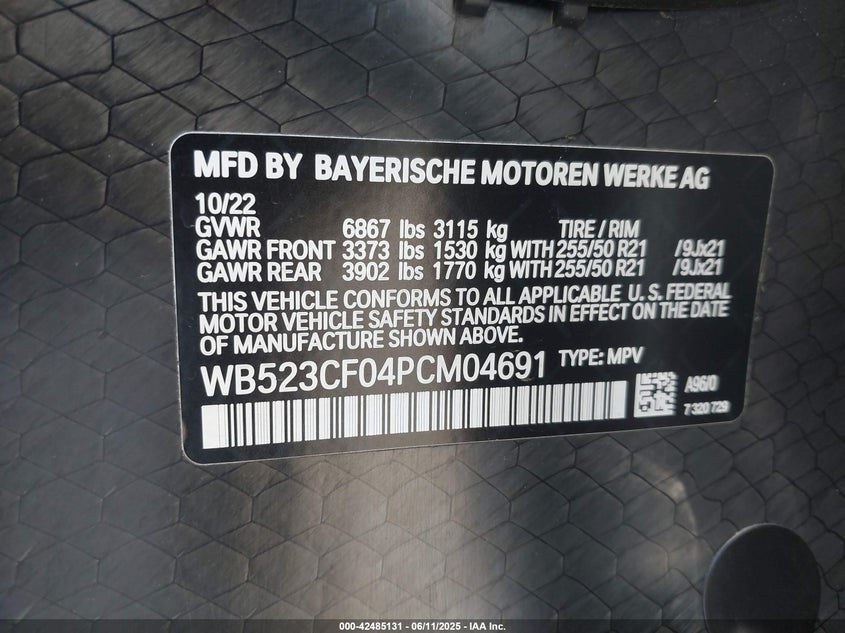 MFD BY BAYERISCHE MOTOREN WERKE AG
10/22
GVWR 6867 lbs 3115 kg TIRE / RIM
GAWR FRONT 3373 lbs 1530 kg WITH 255/50 R21 /9Jx21
GAWR REAR 3902 lbs 1770 kg WITH 255/50 R21 /9Jx21
THIS VEHICLE CONFORMS TO ALL APPLICABLE U. S. FEDERAL
MOTOR VEHICLE SAFETY STANDARDS IN EFFECT ON THE DATE
OF MANUFACTURE SHOWN ABOVE.
WB523CF04PCM04691 TYPE: MPV
A96/0
7 320 729
000-42485131 - 06/11/2025 - IAA Inc.